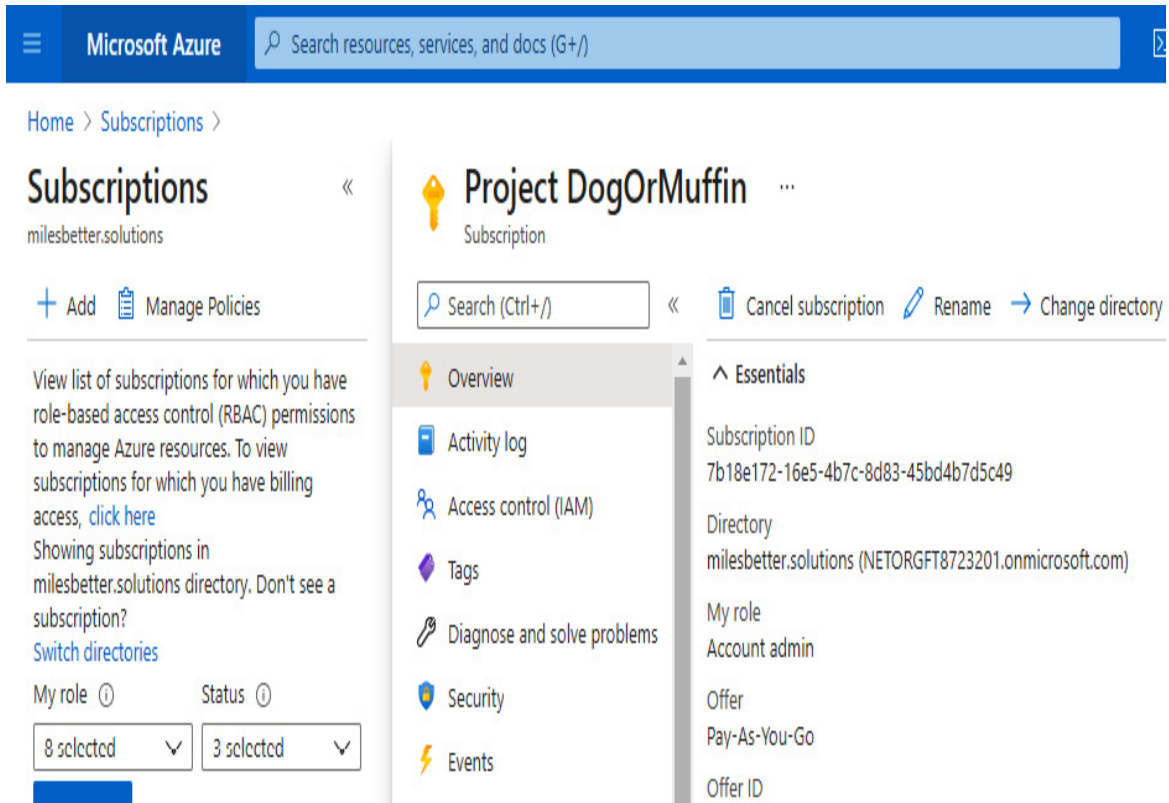 Microsoft Azure
Search resources, services, and docs (G+/)
Home > Subscriptions >
Subscriptions
«
milesbetter.solutions
+ Add
Manage Policies
View list of subscriptions for which you have
role-based access control (RBAC) permissions
to manage Azure resources. To view
subscriptions for which you have billing
access, click here
Showing subscriptions in
milesbetter.solutions directory. Don't see a
subscription?
Switch directories
My role
Status
8 selected
3 selected
Project DogOrMuffin ...
Subscription
Search (Ctrl+/)
«
Overview
Activity log
Access control (IAM)
Tags
Diagnose and solve problems
Security
Events
Cancel subscription
Rename
Change directory
Essentials
Subscription ID
7b18e172-16e5-4b7c-8d83-45bd4b7d5c49
Directory
milesbetter.solutions (NETORGFT8723201.onmicrosoft.com)
My role
Account admin
Offer
Pay-As-You-Go
Offer ID